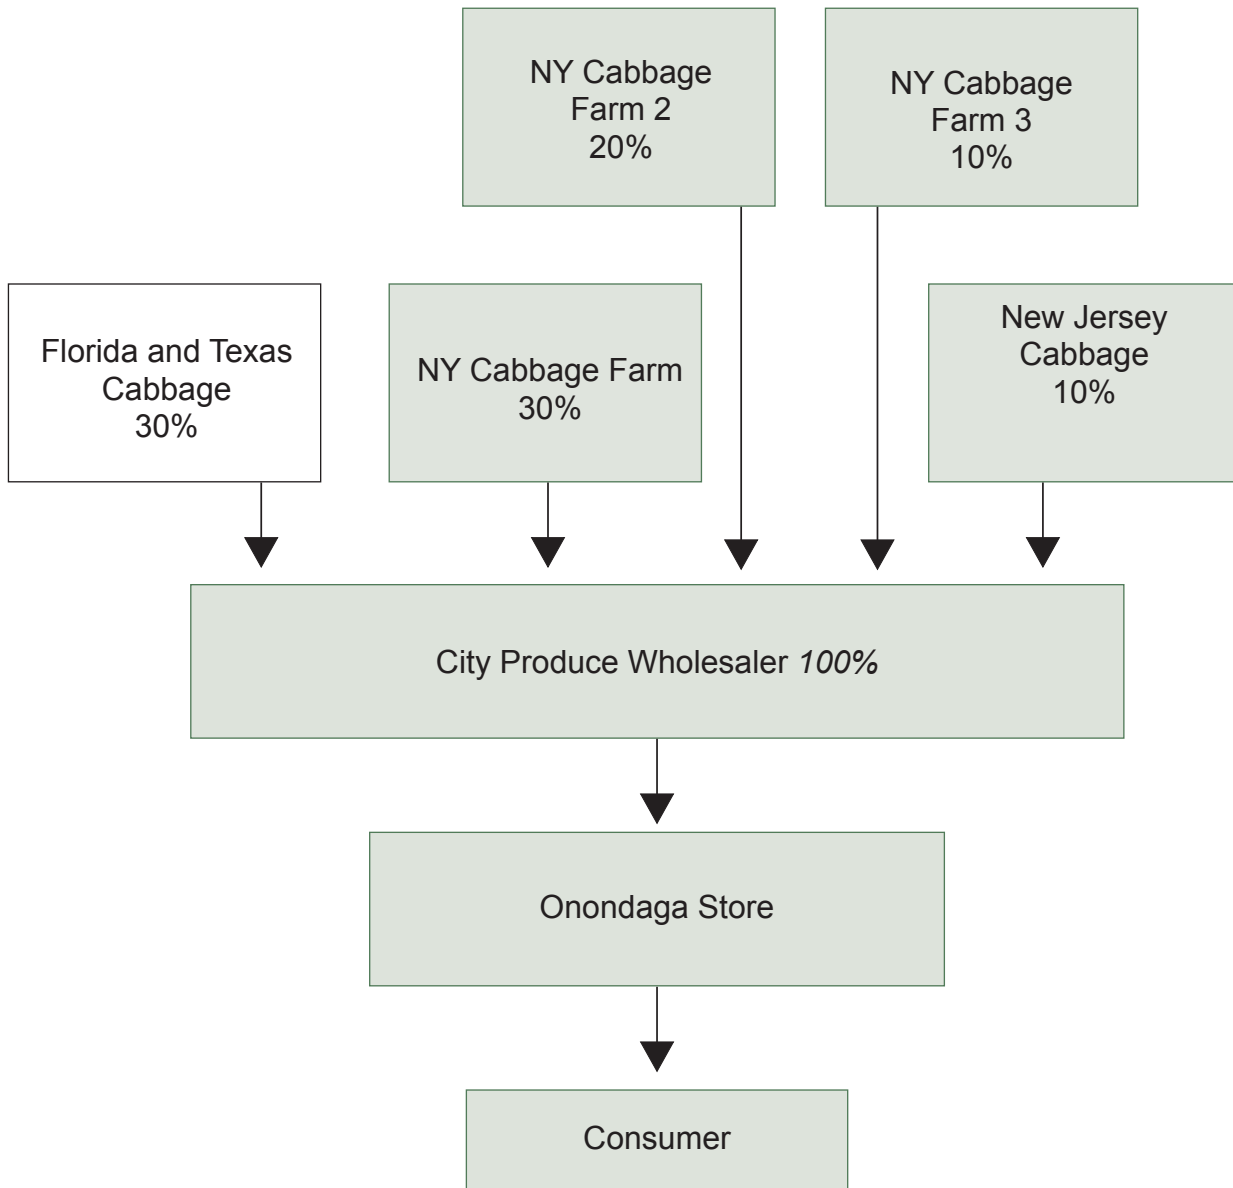 NY Cabbage
Farm 2
20%
NY Cabbage
Farm 3
10%
Florida and Texas
Cabbage
30%
NY Cabbage Farm
30%
New Jersey
Cabbage
10%
City Produce Wholesaler 100%
Onondaga Store
Consumer